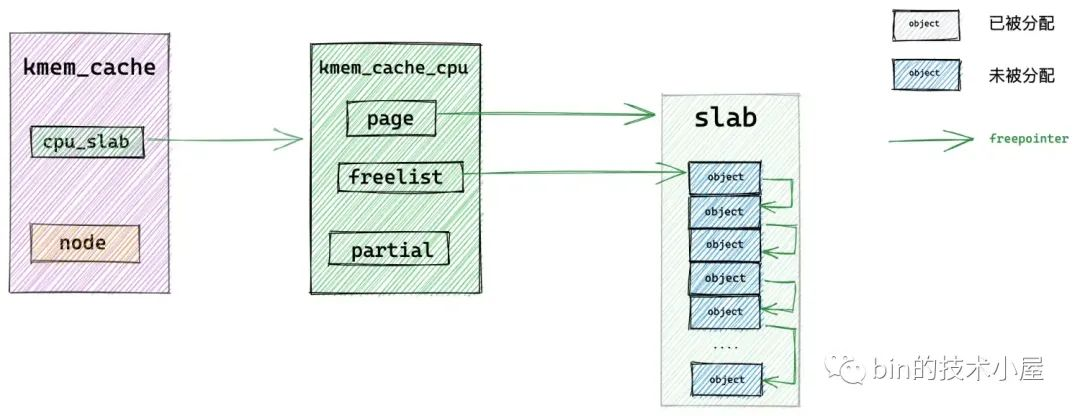 kmem_cache
cpu_slab
node
kmem_cache_cpu
page
freelist
partial
slab
object
object
object
object
object
....
object
object
已被分配
object
未被分配
freepointer
bin的技术小屋